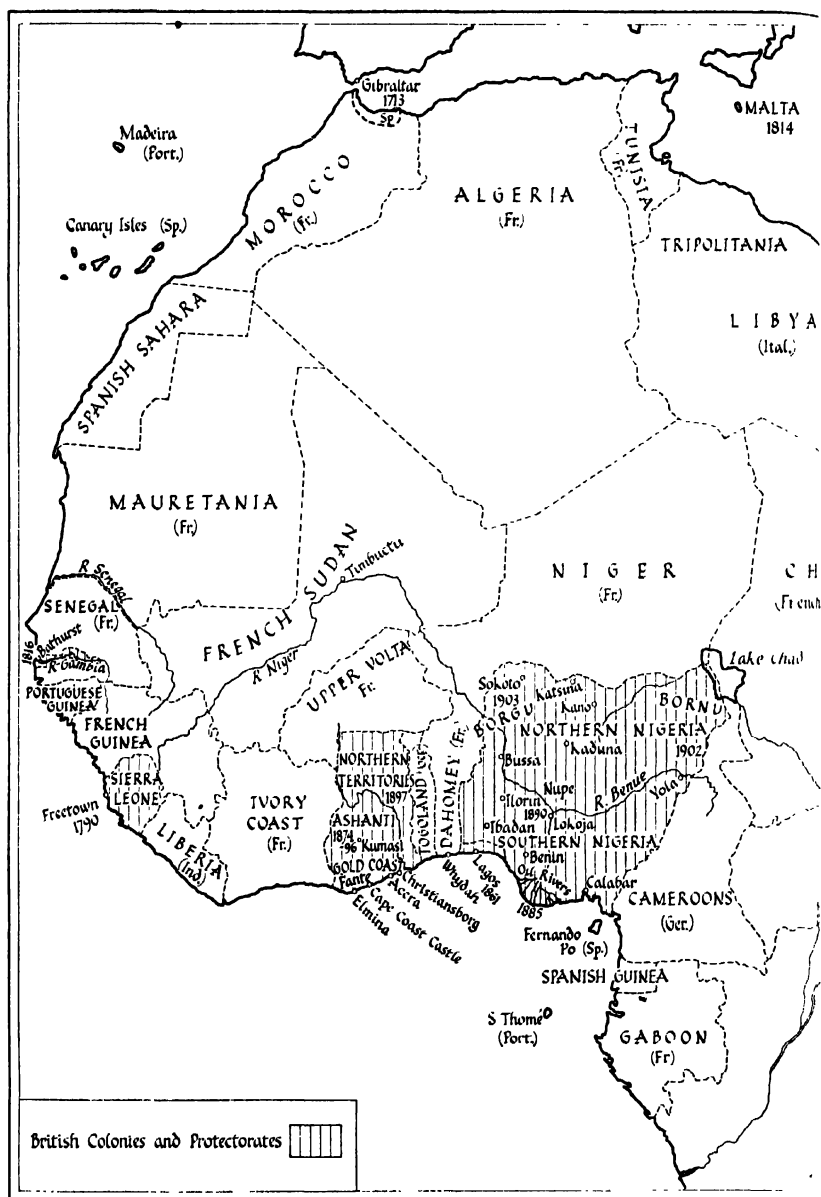 Gibraltar
1713
Sp
MALTA
1814
Madeira
(Port.)
TUNISIA
Fr.
MOROCCO
(Fr.)
ALGERIA
(Fr.)
Canary Isles (Sp.)
TRIPOLITANIA
SPANISH SAHARA
LIBYA
(Ital.)
MAURETANIA
(Fr.)
FRENCH SUDAN
Timbuctu
NIGER
(Fr.)
CH
(French
R Senegal
SENEGAL
(Fr.)
1816
Bathurst
R Gambia
R Niger
UPPER VOLTA
Fr.
Lake Chad
PORTUGUESE
GUINEA
FRENCH
GUINEA
Sokoto
1903
Katsina
Kano
BORNU
BORGU
NORTHERN NIGERIA
1902
Kaduna
Bussa
SIERRA
LEONE
NORTHERN
TERRITORIES
1897
TOGOLAND
DAHOMEY (Fr.)
Nupe
R. Benue
Yola
Freetown
1790
IVORY
COAST
(Fr.)
ASHANTI
1874
-96
Kumasi
Ilorin
1890
Lokoja
Ibadan
SOUTHERN NIGERIA
LIBERIA
(Ind)
GOLD COAST
Fante
Benin
Oil Rivers
1885
Calabar
Lagos
1861
Whydah
Christiansborg
Accra
Cape Coast Castle
Elmina
CAMEROONS
(Ger.)
Fernando
Po (Sp.)
SPANISH GUINEA
S Thomé
(Port.)
GABOON
(Fr)
British Colonies and Protectorates